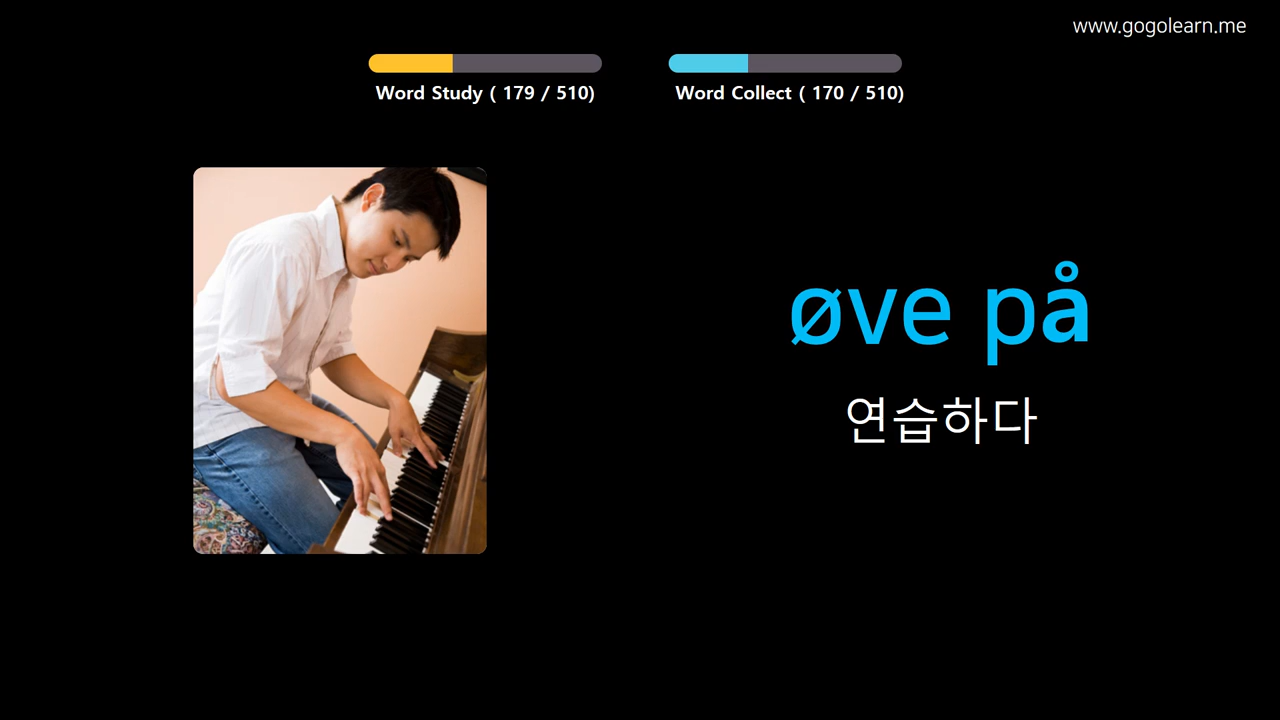 www.gogolearn.me
Word Study ( 179 / 510)
Word Collect ( 170 / 510)
øve på
연습하다